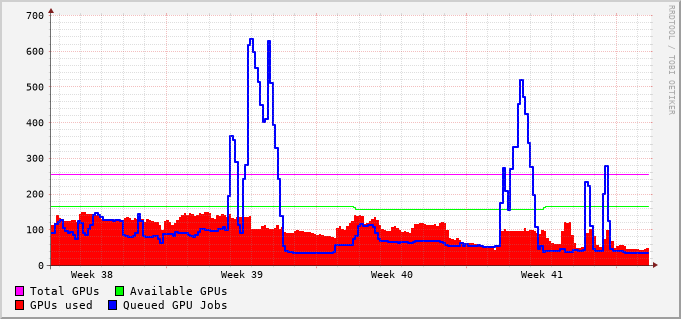 700
600
500
400
300
200
100
0
Week 38 Week 39 Week 40 Week 41
Total GPUs Available GPUs
GPUs used Queued GPU Jobs
RRDTOOL / TOBI OETIKER